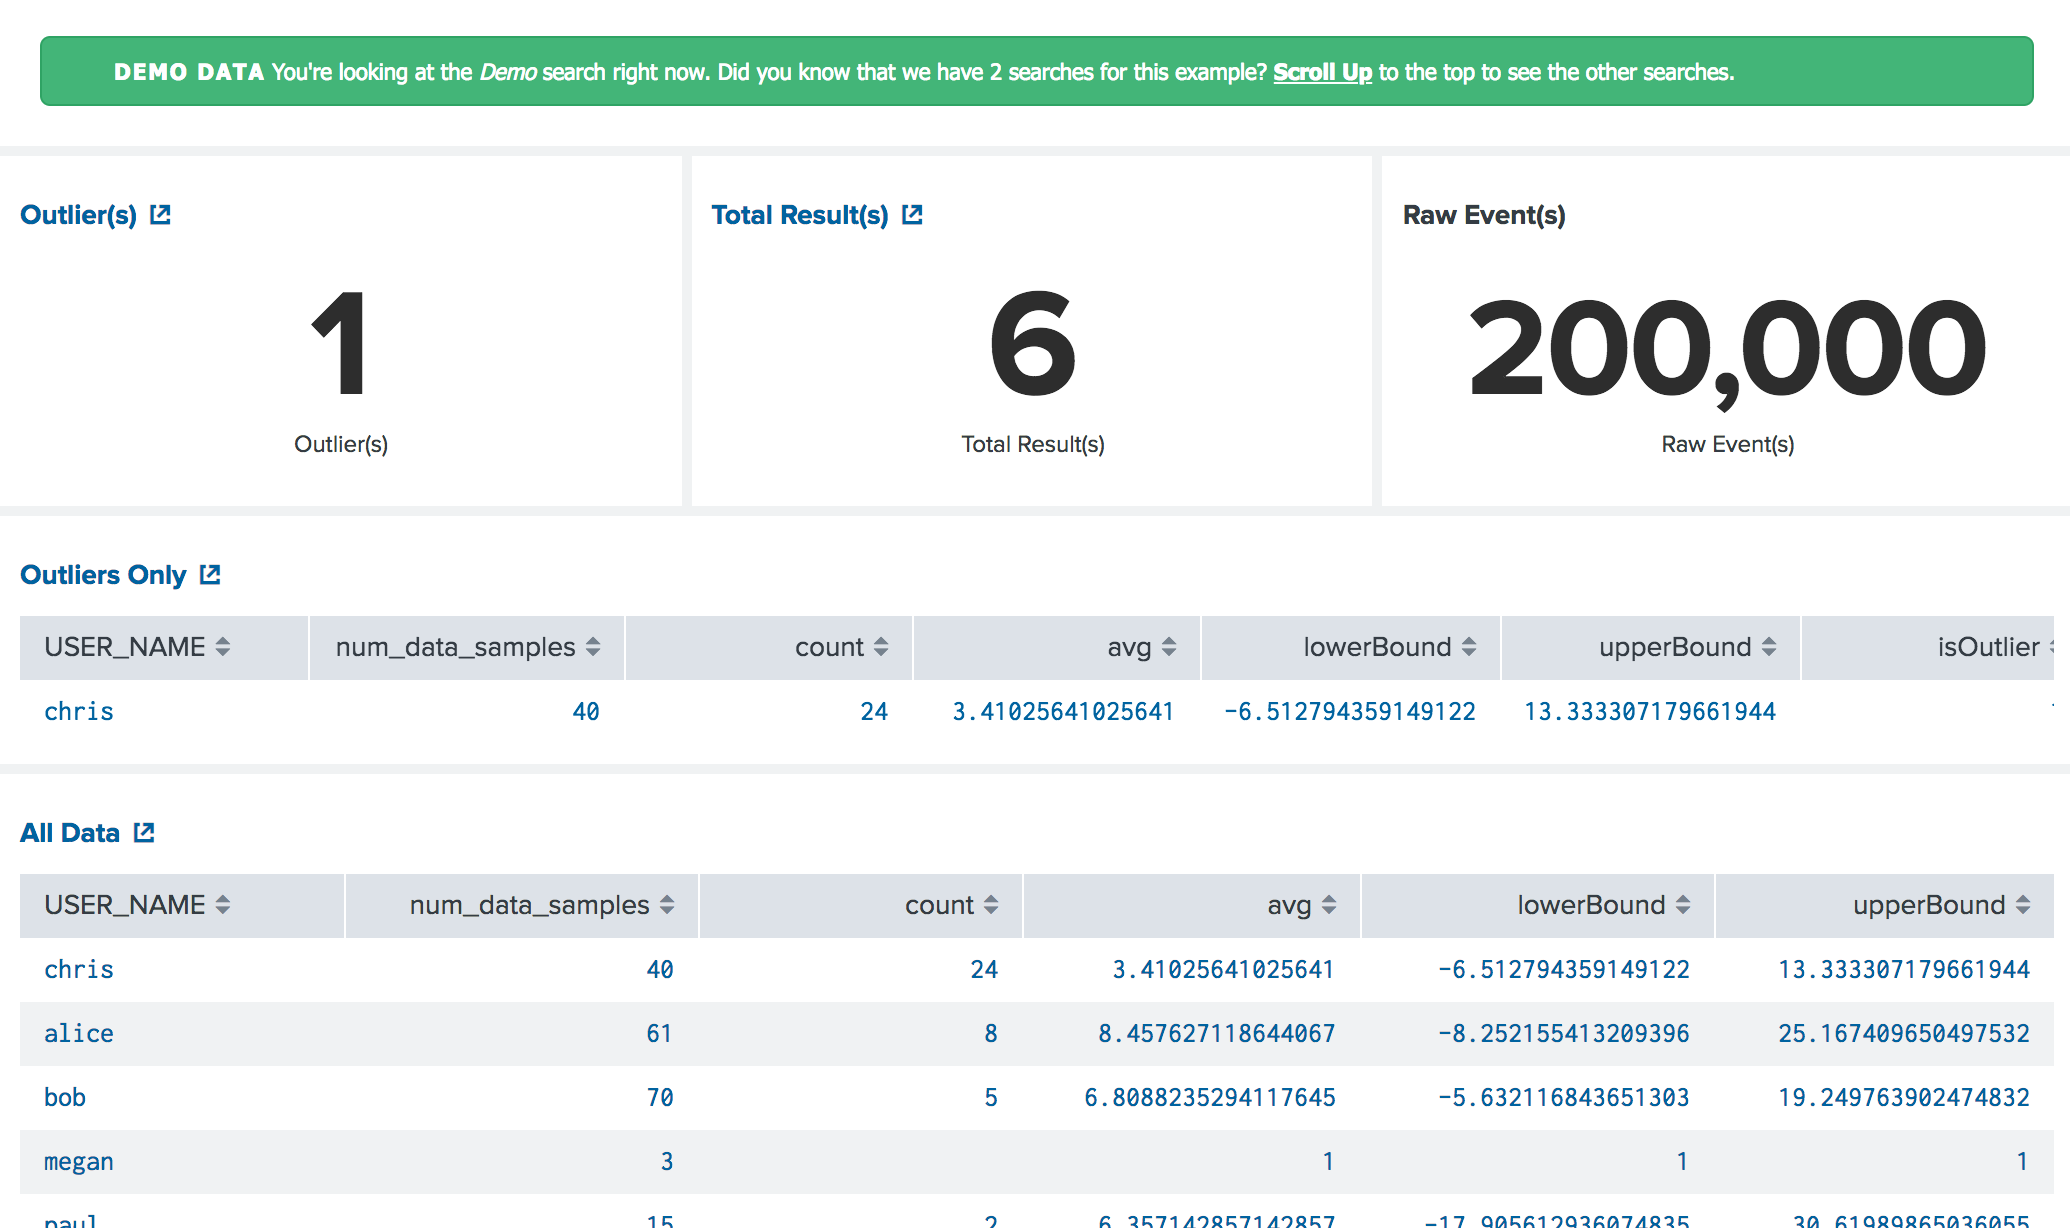 DEMO DATA You're looking at the Demo search right now. Did you know that we have 2 searches for this example? Scroll Up to the top to see the other searches.
Outlier(s) Total Result(s) Raw Event(s)
1 6 200,000
Outlier(s) Total Result(s) Raw Event(s)
Outliers Only
USER_NAME num_data_samples count avg lowerBound upperBound isOutlier
chris 40 24 3.41025641025641 -6.512794359149122 13.333307179661944
All Data
USER_NAME num_data_samples count avg lowerBound upperBound
chris 40 24 3.41025641025641 -6.512794359149122 13.333307179661944
alice 61 8 8.457627118644067 -8.252155413209396 25.167409650497532
bob 70 5 6.8088235294117645 -5.632116843651303 19.249763902474832
megan 3 1 1 1
paul 15 2 6.357142857142857 -17.905612936074835 30.61989865036055